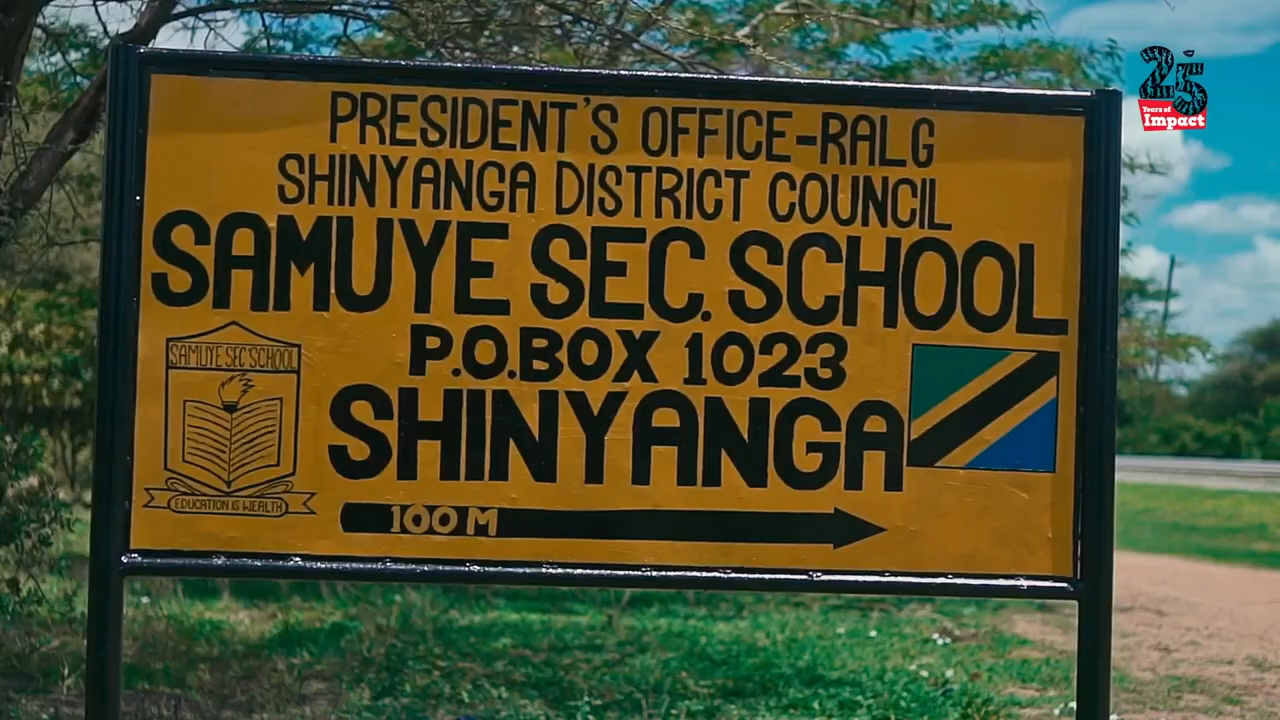 25
Years of
Impact
PRESIDENT'S OFFICE-RALG
SHINYANGA DISTRICT COUNCIL
SAMUYE SEC. SCHOOL
P.O.BOX 1023
SHINYANGA
SAMUYE SEC SCHOOL
EDUCATION IS WEALTH
100 M